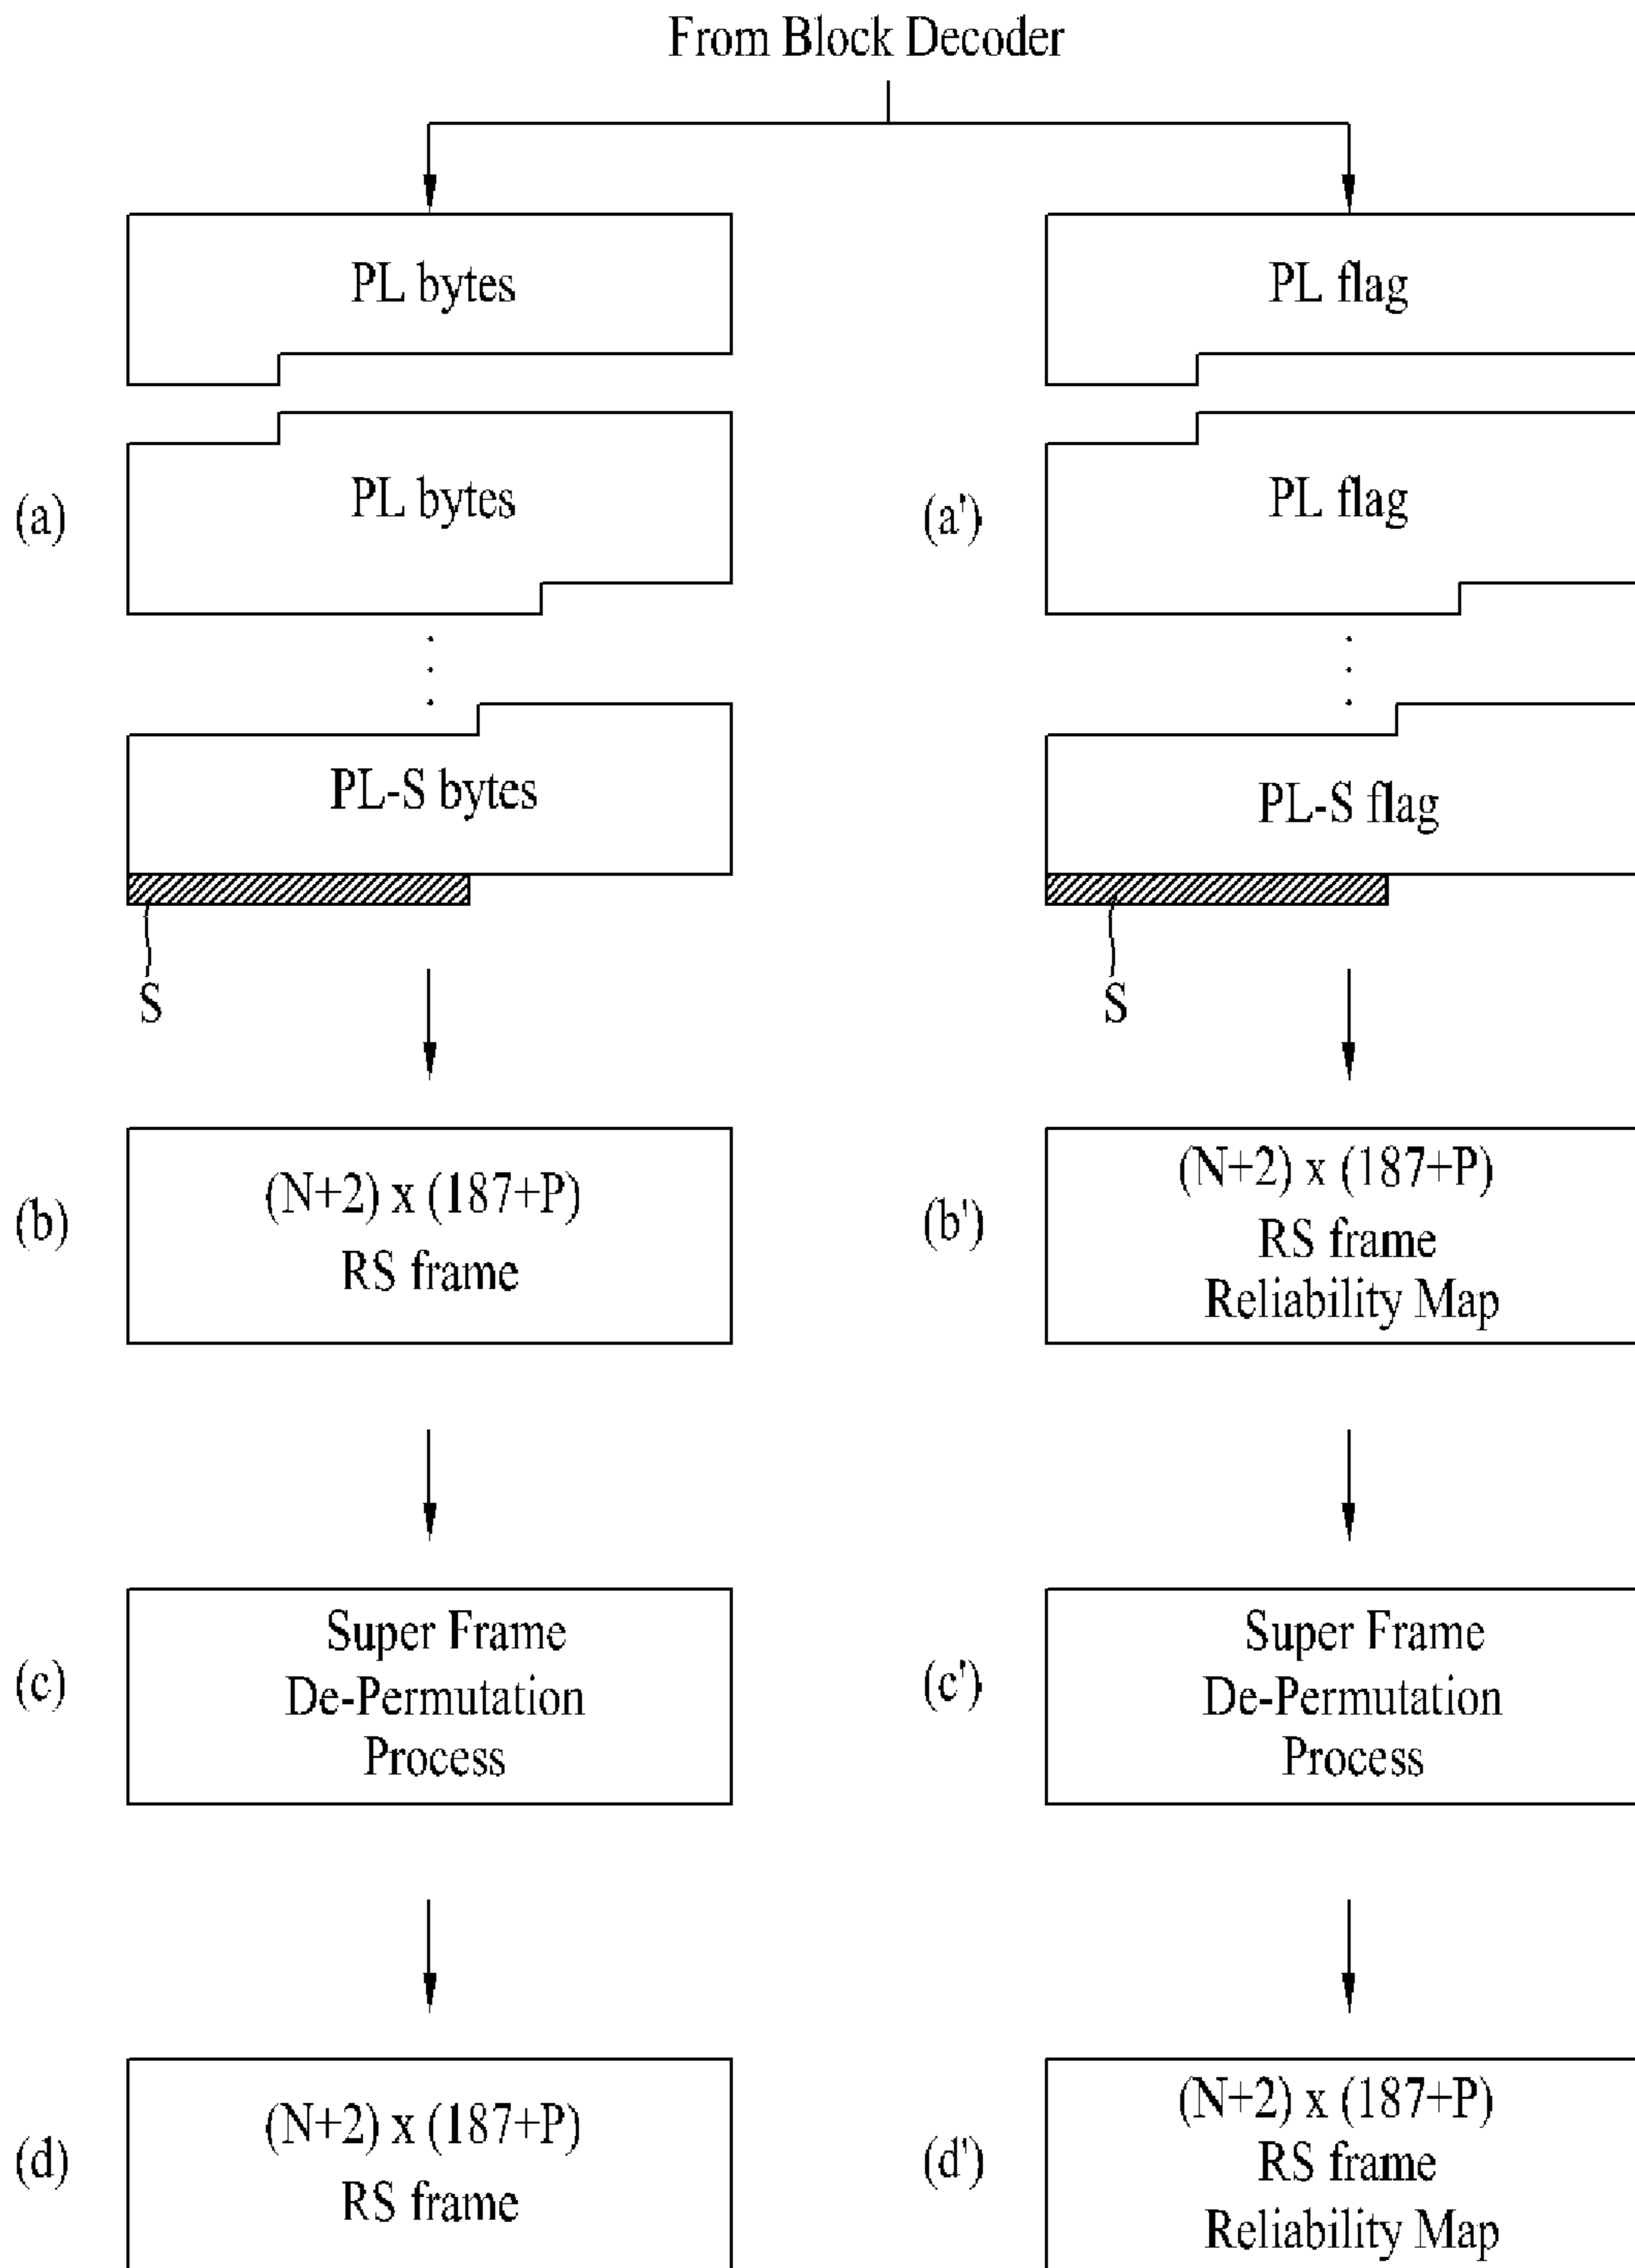 From Block Decoder
PL bytes
PL flag
PL bytes
PL flag
(a)
(a')
PL-S bytes
PL-S flag
S
S
(b)
(N+2) x (187+P)
RS frame
(b')
(N+2) x (187+P)
RS frame
Reliability Map
(c)
Super Frame
De-Permutation
Process
(c')
Super Frame
De-Permutation
Process
(d)
(N+2) x (187+P)
RS frame
(d')
(N+2) x (187+P)
RS frame
Reliability Map